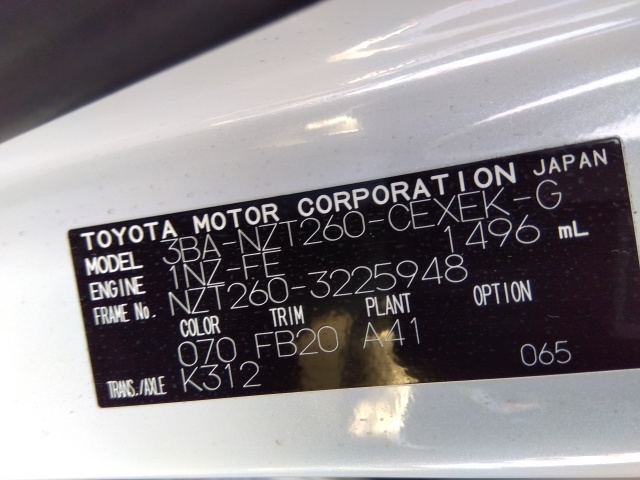 TOYOTA MOTOR CORPORATION JAPAN
MODEL 3BA-NZT260-CEXEK-G
ENGINE 1NZ-FE 1496 mL
FRAME No. NZT260-3225948
COLOR TRIM PLANT OPTION
070 FB20 A41
TRANS./AXLE K312 065